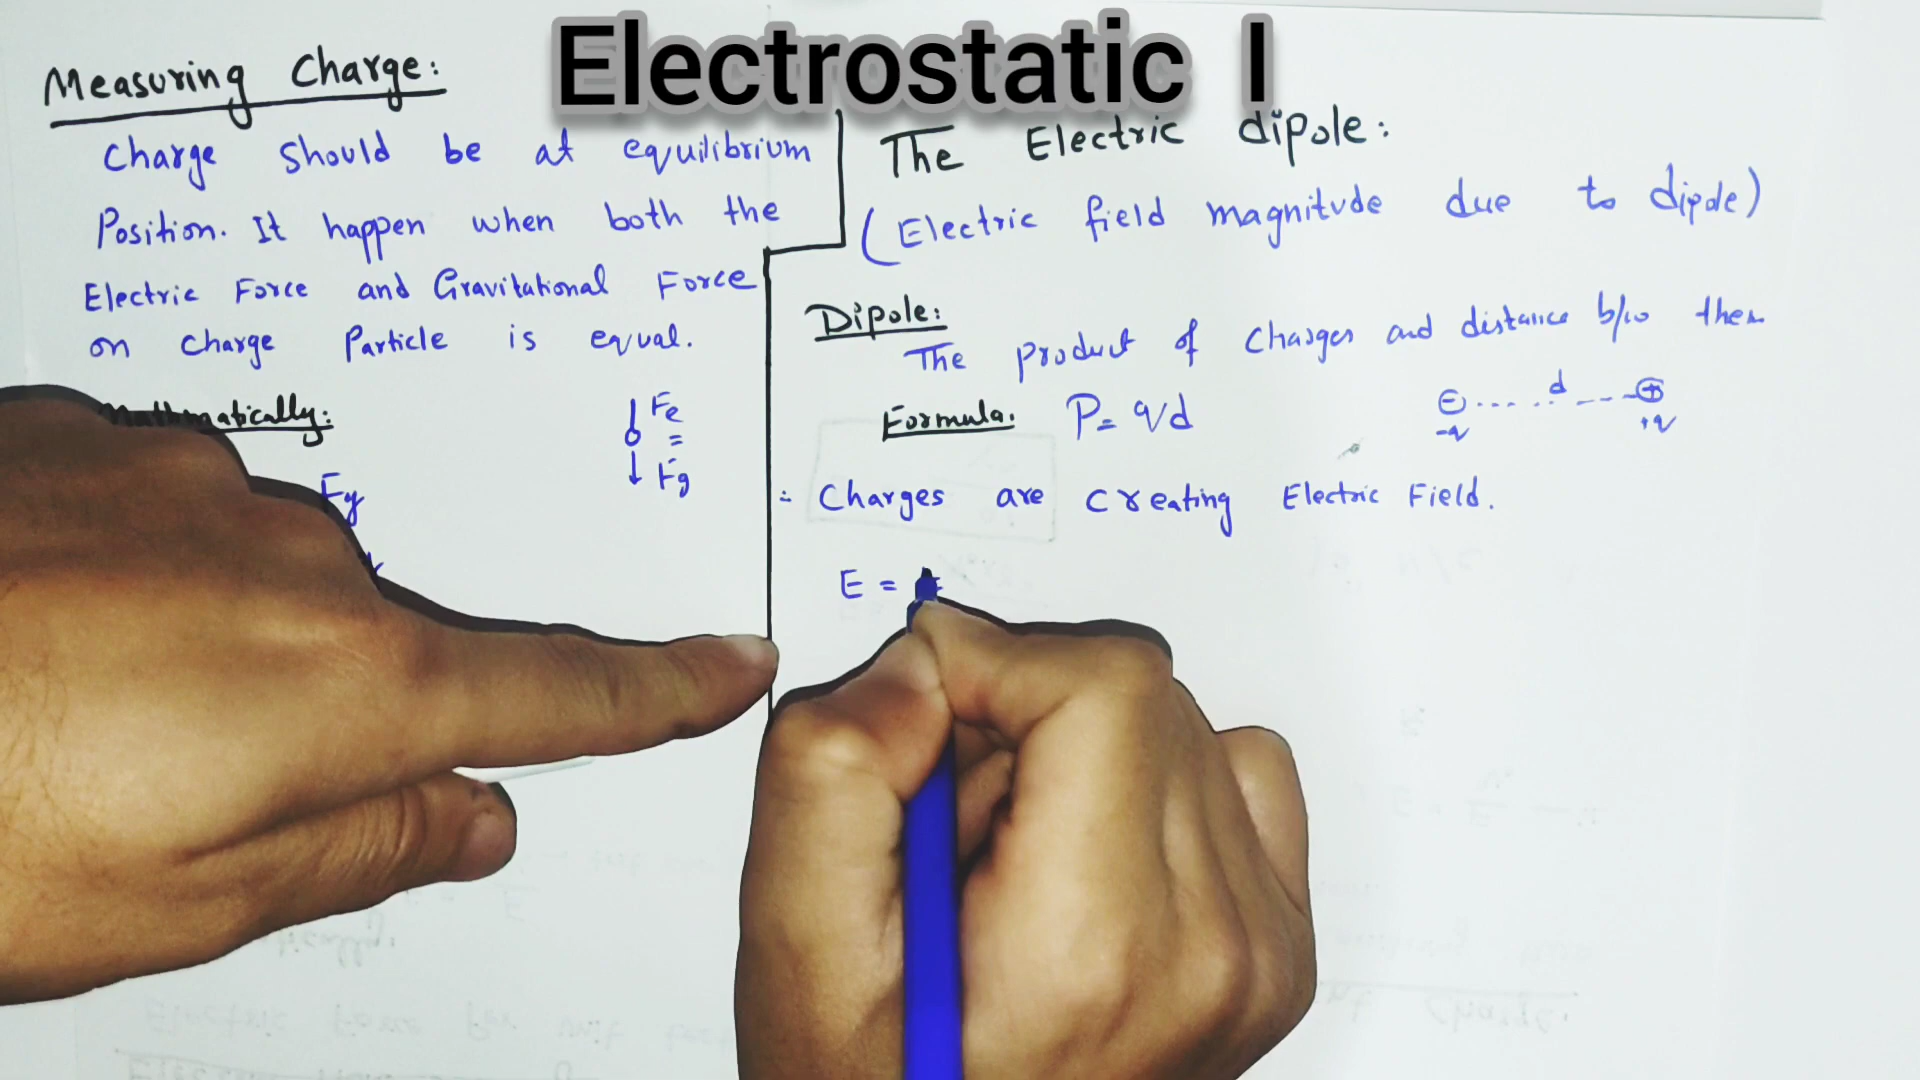 Electrostatic I
Measuring Charge:
Charge should be at equilibrium
Position. It happen when both the
Electric Force and Gravitational Force
on charge Particle is equal.
Mathmatically:
Fe
=
Fg
Fg
The Electric dipole:
(Electric field magnitude due to dipole)
Dipole:
The product of Charges and distance b/w them
Formula: P= qd
⊖ d ⊕
-q +q
∴ Charges are creating Electric Field.
E =